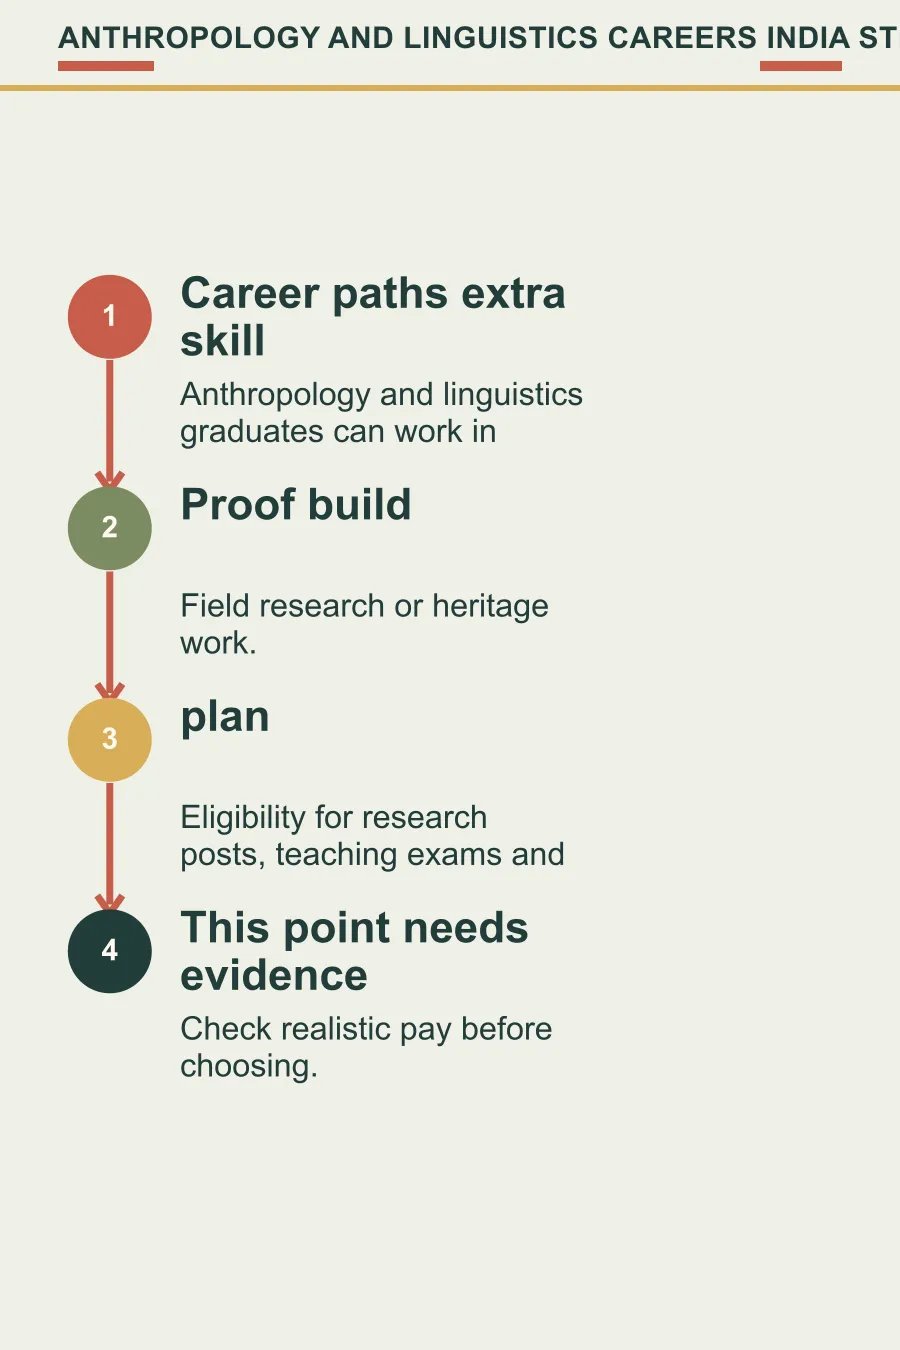 ANTHROPOLOGY AND LINGUISTICS CAREERS INDIA ST
1
Career paths extra
skill
Anthropology and linguistics
graduates can work in
2
Proof build
Field research or heritage
work.
3
plan
Eligibility for research
posts, teaching exams and
4
This point needs
evidence
Check realistic pay before
choosing.